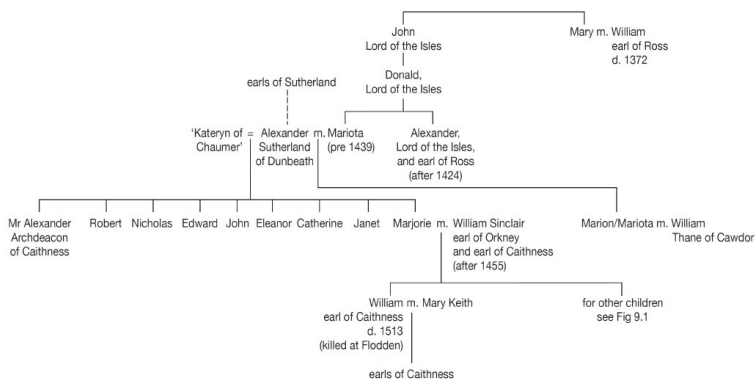 John
Lord of the Isles
Mary m. William
earl of Ross
d. 1372
Donald,
Lord of the Isles
earls of Sutherland
'Kateryn of = Alexander m. Mariota
Chaumer' Sutherland (pre 1439)
of Dunbeath
Alexander,
Lord of the Isles,
and earl of Ross
(after 1424)
Mr Alexander
Archdeacon
of Caithness
Robert
Nicholas
Edward
John
Eleanor
Catherine
Janet
Marjorie m. William Sinclair
earl of Orkney
and earl of Caithness
(after 1455)
Marion/Mariota m. William
Thane of Cawdor
William m. Mary Keith
earl of Caithness
d. 1513
(killed at Flodden)
for other children
see Fig 9.1
earls of Caithness